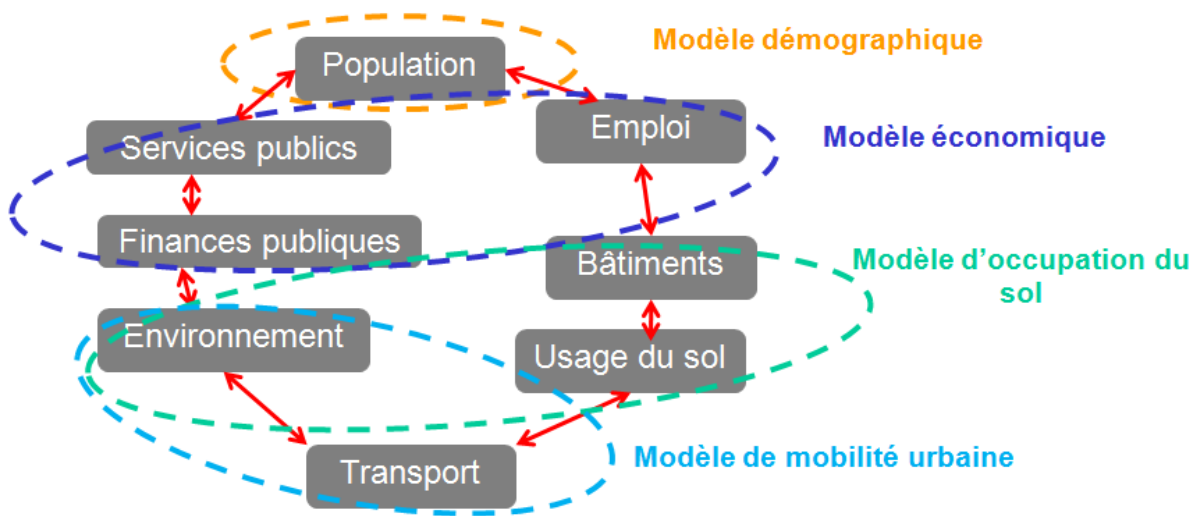 Modèle démographique
Population
Emploi
Services publics
Modèle économique
Finances publiques
Bâtiments
Modèle d'occupation du
sol
Environnement
Usage du sol
Transport
Modèle de mobilité urbaine